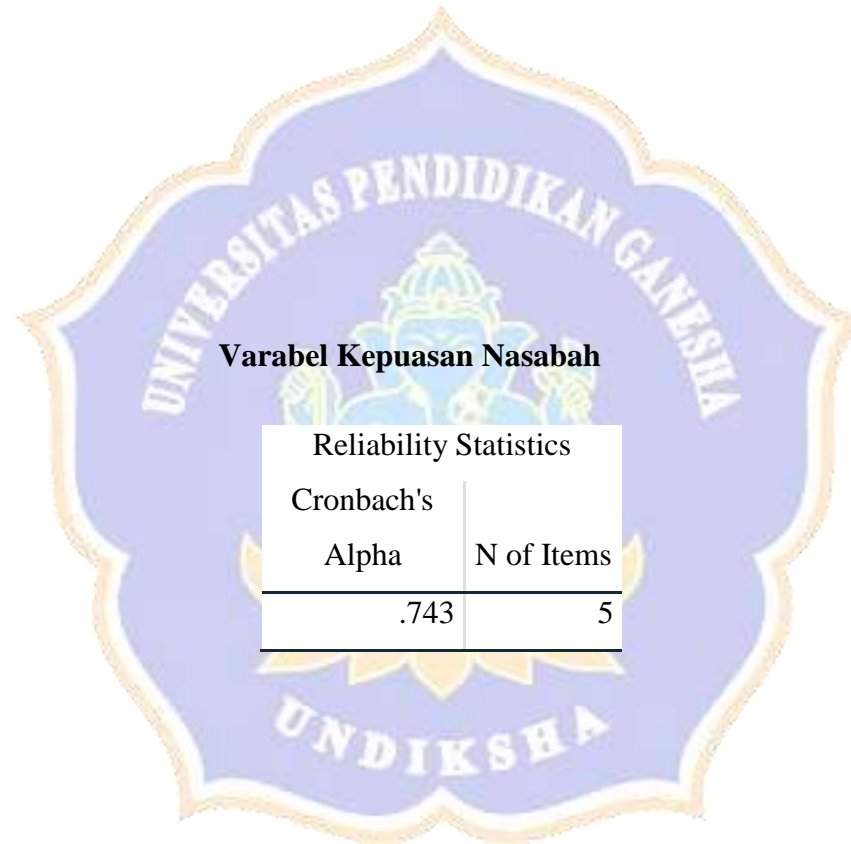 UNIVERSITAS PENDIDIKAN GANESHA
Varabel Kepuasan Nasabah
Reliability Statistics
Cronbach's
Alpha N of Items
.743 5
UNDIKSHA